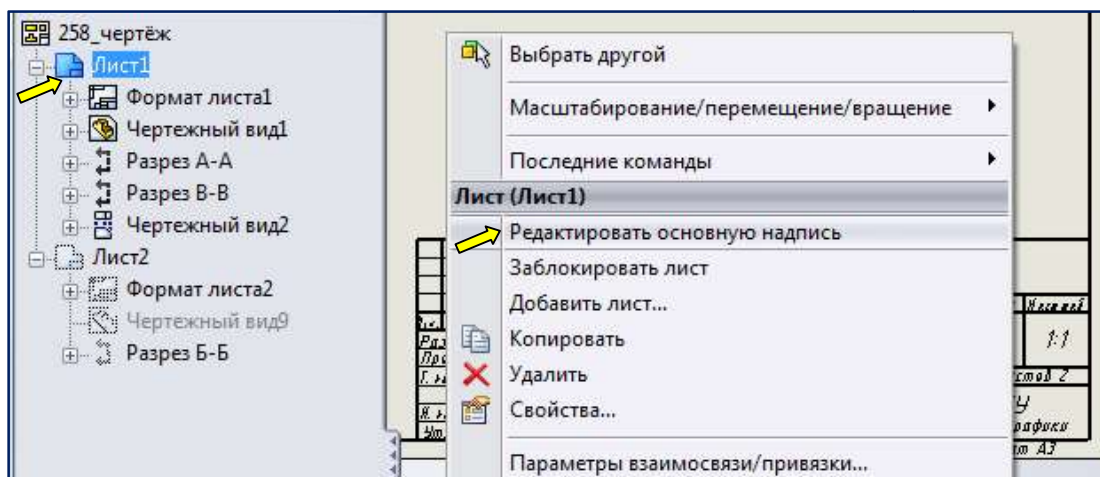 258_чертёж
Лист1
Формат листа1
Чертежный вид1
Разрез А-А
Разрез В-В
Чертежный вид2
Лист2
Формат листа2
Чертежный вид9
Разрез Б-Б
Выбрать другой
Масштабирование/перемещение/вращение
Последние команды
Лист (Лист1)
Редактировать основную надпись
Заблокировать лист
Добавить лист...
Копировать
Удалить
Свойства...
Параметры взаимосвязи/привязки...
1:1
2
А3